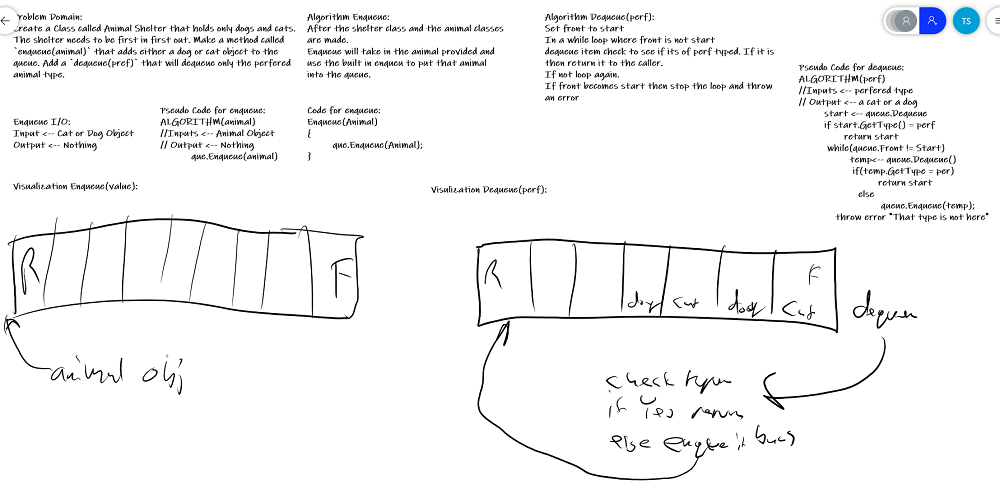 Problem Domain:
Create a Class called Animal Shelter that holds only dogs and cats.
The shelter needs to be first in first out. Make a method called
`enqueue(animal)` that adds either a dog or cat object to the
queue. Add a `dequeue(pref)` that will dequeue only the perfered
animal type.
Enqueue I/O:
Input <-- Cat or Dog Object
Output <-- Nothing
Pseudo Code for enqueue:
ALGORITHM(animal)
//Inputs <-- Animal Object
// Output <-- Nothing
que.Enqueue(animal)
Algorithm Enqueue:
After the shelter class and the animal classes
are made.
Enqueue will take in the animal provided and
use the built in enqueu to put that animal
into the queue.
Code for enqueue:
Enqueue(Animal)
{
que.Enqueue(Animal);
}
Algorithm Dequeue(perf):
Set front to start
In a while loop where front is not start
dequeue item check to see if its of perf typed. If it is
then return it to the caller.
If not loop again.
If front becomes start then stop the loop and throw
an error
TS
Pseudo Code for dequeue:
ALGORITHM(perf)
//Inputs <-- perfered type
// Output <-- a cat or a dog
start <-- queue.Dequeue
if start.GetType() = perf
return start
while(queue.Front != Start)
temp<-- queue.Dequeue()
if(temp.GetType = per)
return start
else
queue.Enqueue(temp);
throw error "That type is not here"
Visualization Enqueue(value):
R F
animal obj
Visulization Dequeue(perf):
R F
dog cat dog cat
dequeu
check type
if yes return
else enque it back